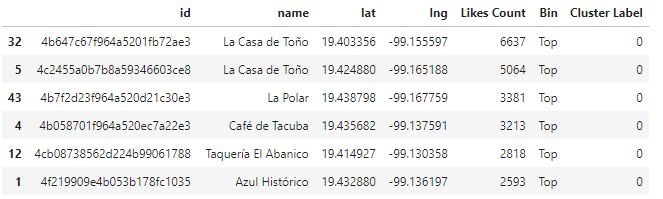 id name lat lng Likes Count Bin Cluster Label
32 4b647c67f964a5201fb72ae3 La Casa de Toño 19.403356 -99.155597 6637 Top 0
5 4c2455a0b7b8a59346603ce8 La Casa de Toño 19.424880 -99.165188 5064 Top 0
43 4b7f2d23f964a520d21c30e3 La Polar 19.438798 -99.167759 3381 Top 0
4 4b058701f964a520ec7a22e3 Café de Tacuba 19.435682 -99.137591 3213 Top 0
12 4cb08738562d224b99061788 Taquería El Abanico 19.414927 -99.130358 2818 Top 0
1 4f219909e4b053b178fc1035 Azul Histórico 19.432880 -99.136197 2593 Top 0